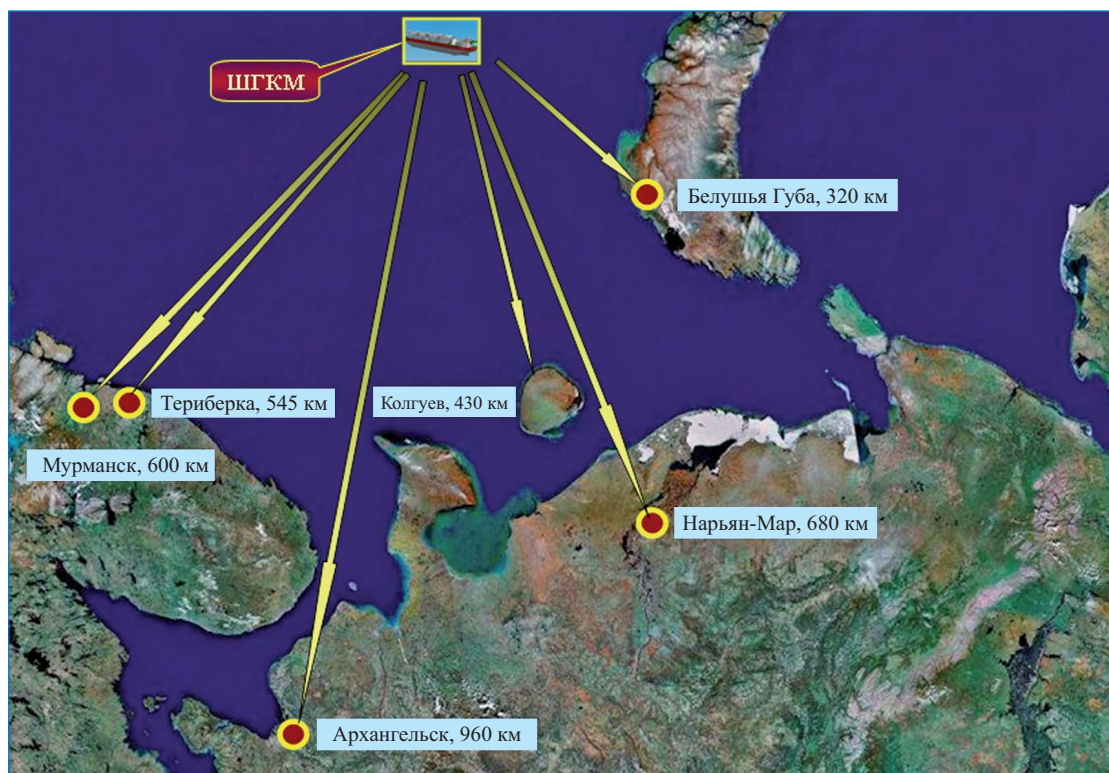 ШГКМ
Белушья Губа, 320 км
Териберка, 545 км
Колгуев, 430 км
Мурманск, 600 км
Нарьян-Мар, 680 км
Архангельск, 960 км